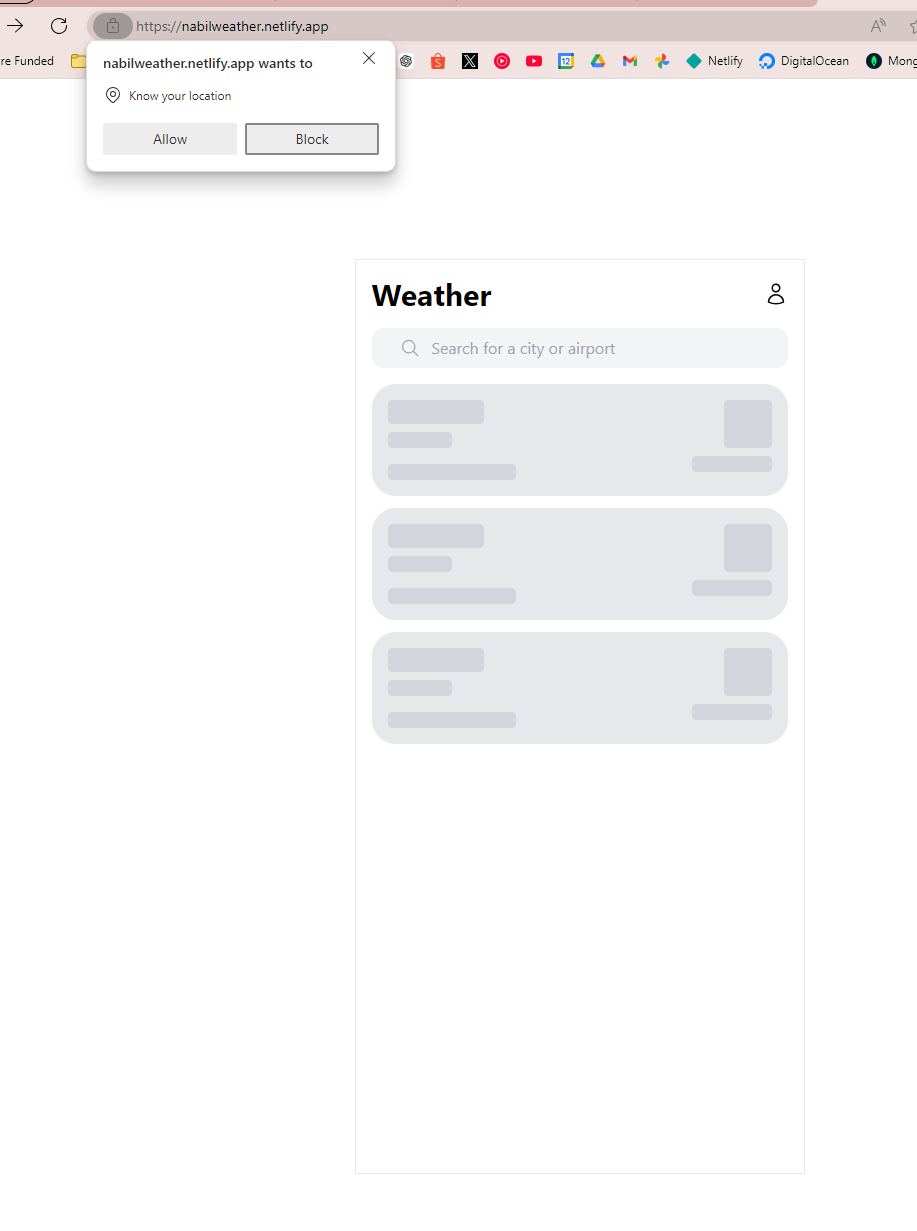 https://nabilweather.netlify.app
re Funded
Netlify
DigitalOcean
Mong
nabilweather.netlify.app wants to
Know your location
Allow
Block
12
Weather
Search for a city or airport